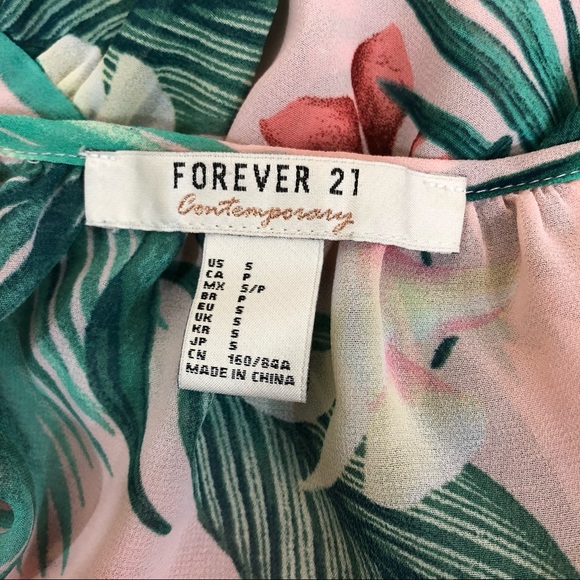 FOREVER 21
Contemporary
US S
CA P
MX S/P
BR P
EU S
UK S
KR S
JP S
CN 160/84A
MADE IN CHINA